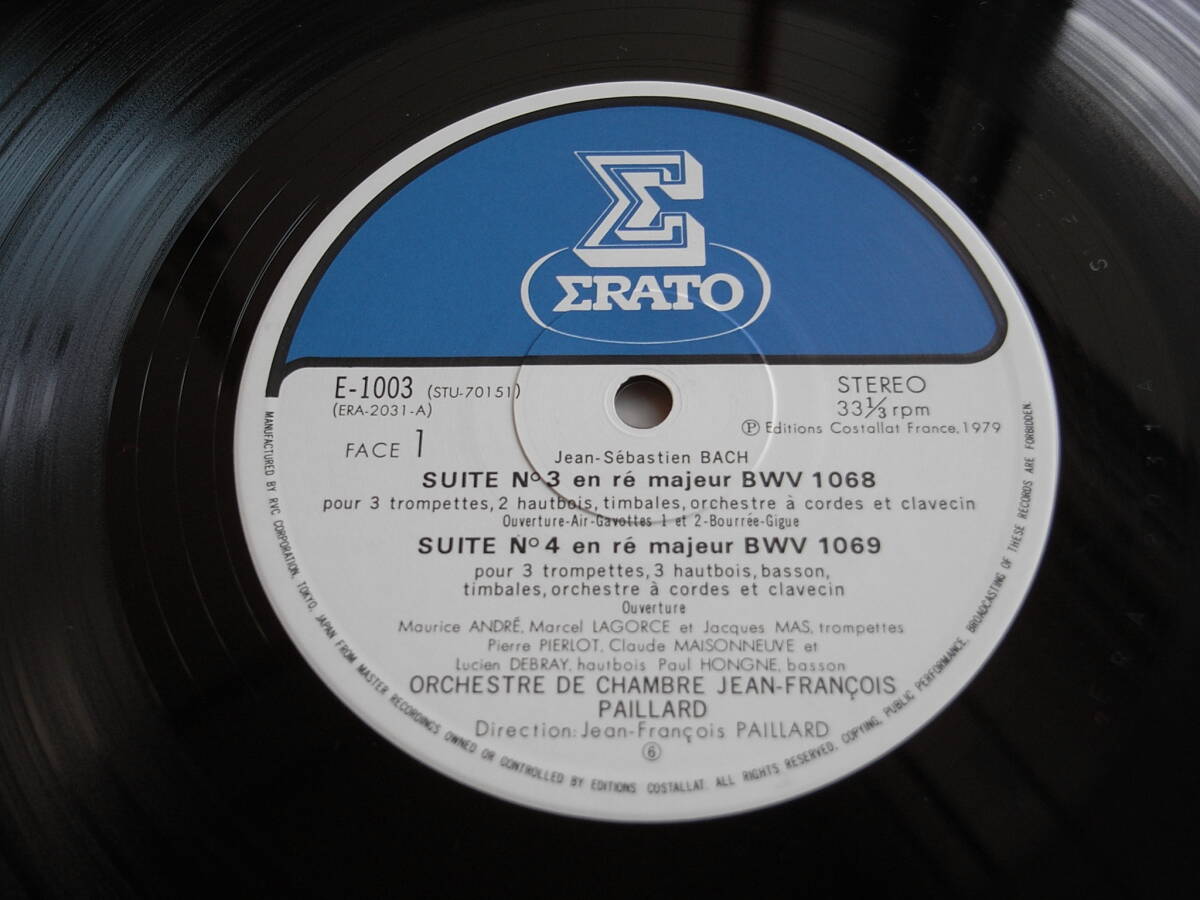 ΣRATO
E-1003 (STU-70151)
(ERA-2031-A)
FACE 1
STEREO
33 1/3 rpm
Ⓟ Editions Costallat France, 1979
Jean-Sébastien BACH
SUITE Nº 3 en ré majeur BWV 1068
pour 3 trompettes, 2 hautbois, timbales, orchestre à cordes et clavecin
Ouverture-Air-Gavottes 1 et 2-Bourrée-Gigue
SUITE Nº 4 en ré majeur BWV 1069
pour 3 trompettes, 3 hautbois, basson,
timbales, orchestre à cordes et clavecin
Ouverture
Maurice ANDRÉ, Marcel LAGORCE et Jacques MAS, trompettes
Pierre PIERLOT, Claude MAISONNEUVE et
Lucien DEBRAY, hautbois Paul HONGNE, basson
ORCHESTRE DE CHAMBRE JEAN-FRANÇOIS
PAILLARD
Direction: Jean-François PAILLARD
⑥
MANUFACTURED BY RVC CORPORATION, TOKYO, JAPAN FROM MASTER RECORDINGS OWNED OR CONTROLLED BY EDITIONS COSTALLAT. ALL RIGHTS RESERVED. COPYING, PUBLIC PERFORMANCE, BROADCASTING OF THESE RECORDS ARE FORBIDDEN.